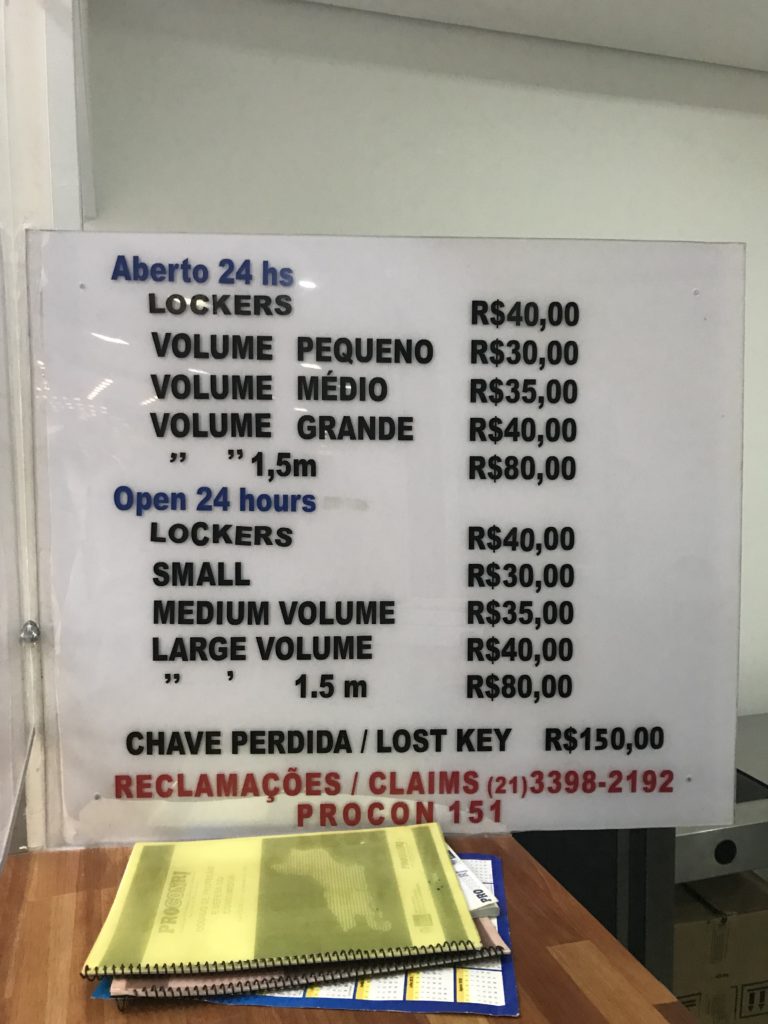 Aberto 24 hs
LOCKERS R$40,00
VOLUME PEQUENO R$30,00
VOLUME MÉDIO R$35,00
VOLUME GRANDE R$40,00
” ” 1,5m R$80,00
Open 24 hours
LOCKERS R$40,00
SMALL R$30,00
MEDIUM VOLUME R$35,00
LARGE VOLUME R$40,00
” ’ 1.5 m R$80,00
CHAVE PERDIDA / LOST KEY R$150,00
RECLAMAÇÕES / CLAIMS (21)3398-2192
PROCON 151
PROCONRJ
PRO